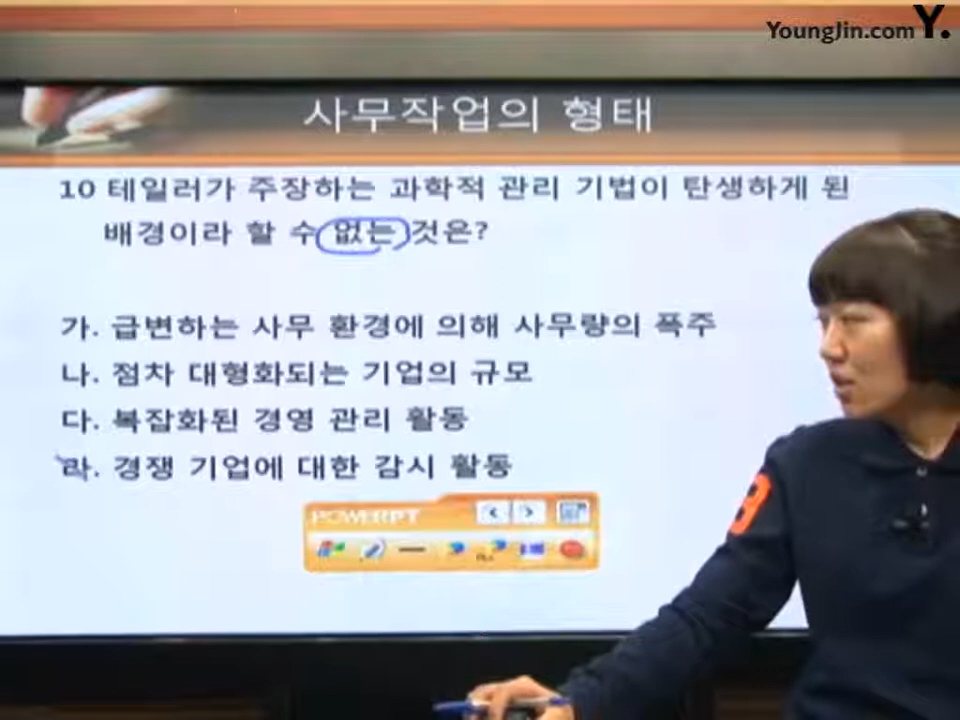 YoungJin.com Y.
사무작업의 형태
10 테일러가 주장하는 과학적 관리 기법이 탄생하게 된
배경이라 할 수 없는 것은?
가. 급변하는 사무 환경에 의해 사무량의 폭주
나. 점차 대형화되는 기업의 규모
다. 복잡화된 경영 관리 활동
라. 경쟁 기업에 대한 감시 활동
POWERPT